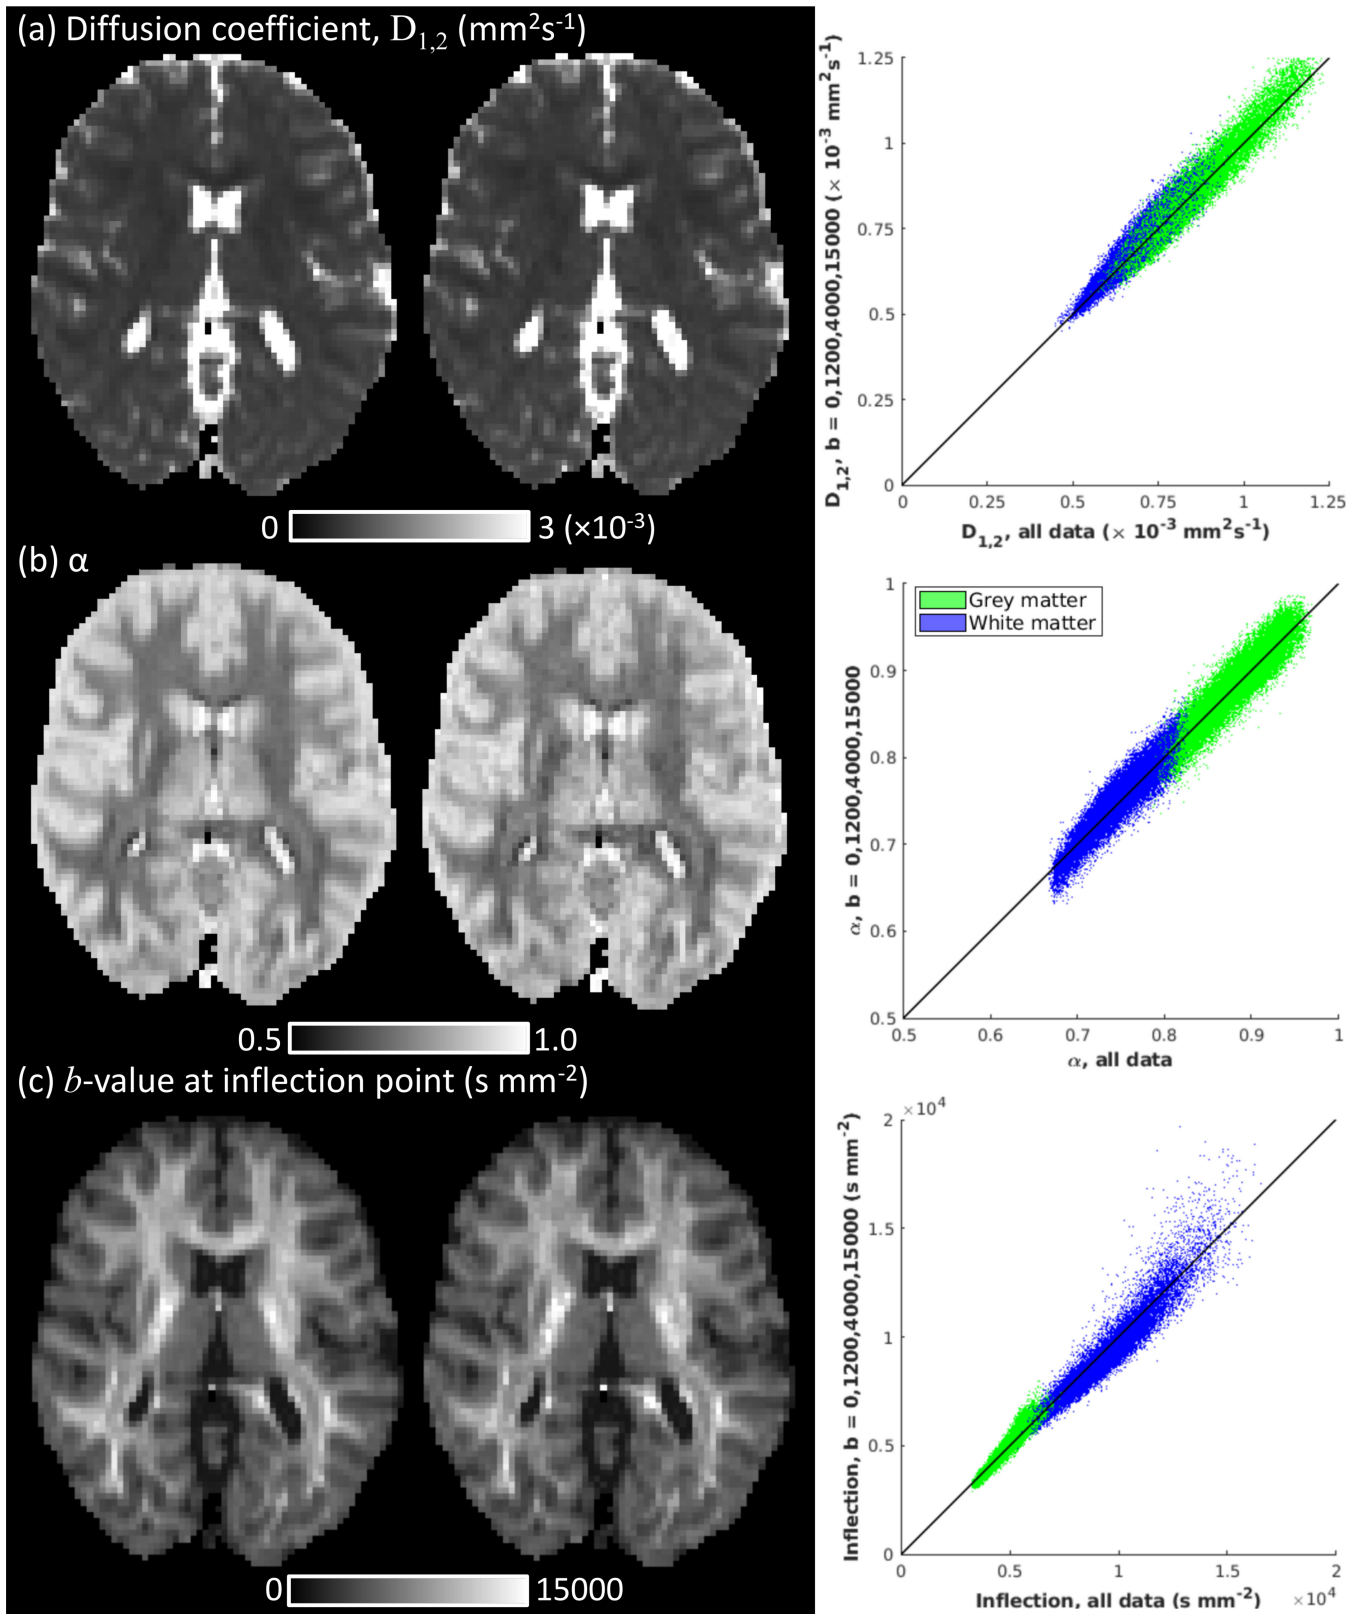 (a) Diffusion coefficient, D1,2 (mm²s⁻¹)
0 3 (×10⁻³)
D1,2, b = 0,1200,4000,15000 (× 10⁻³ mm² s⁻¹)
1.25
1
0.75
0.5
0.25
0
0 0.25 0.5 0.75 1 1.25
D1,2, all data (× 10⁻³ mm²s⁻¹)
(b) α
0.5 1.0
α, b = 0,1200,4000,15000
Grey matter
White matter
1
0.9
0.8
0.7
0.6
0.5
0.5 0.6 0.7 0.8 0.9 1
α, all data
(c) b-value at inflection point (s mm⁻²)
0 15000
Inflection, b = 0,1200,4000,15000 (s mm⁻²)
×10⁴
2
1.5
1
0.5
0
0 0.5 1 1.5 2
Inflection, all data (s mm⁻²) ×10⁴